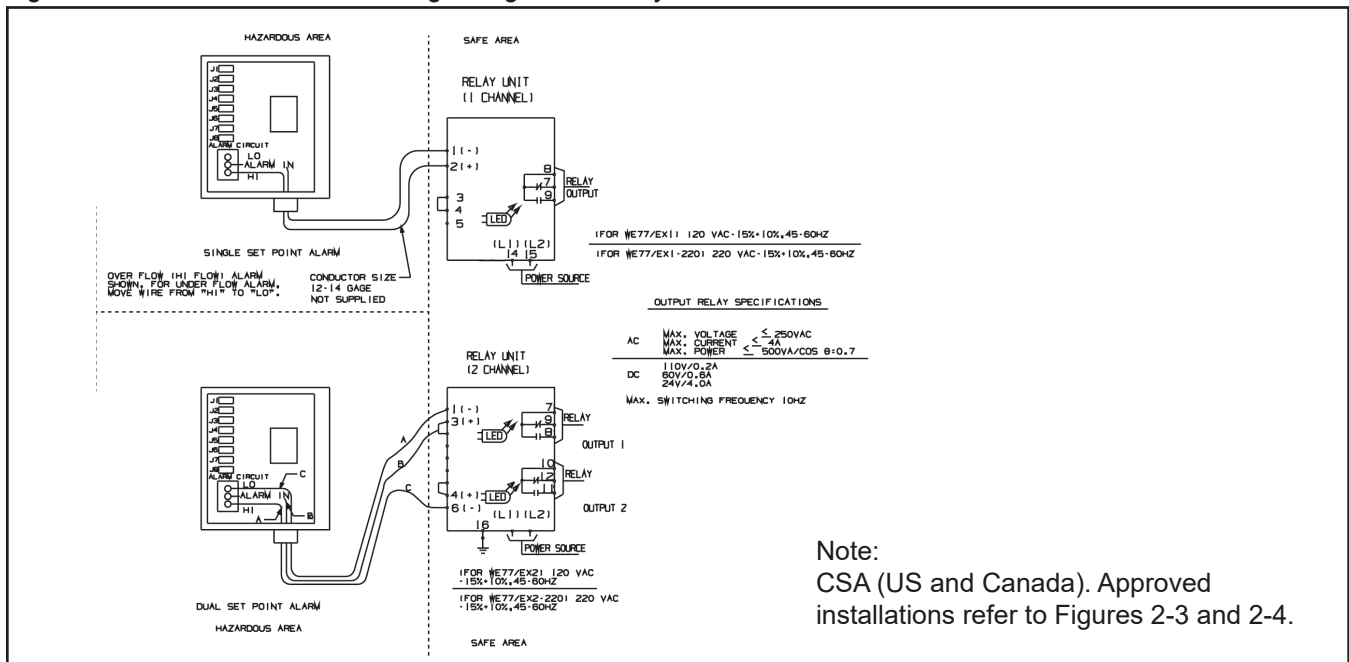 HAZARDOUS AREA
SAFE AREA
J1
J2
J3
J4
J5
J6
J7
J8
ALARM CIRCUIT
LO
ALARM IN
HI
SINGLE SET POINT ALARM
OVER FLOW (HI FLOW) ALARM
SHOWN, FOR UNDER FLOW ALARM,
MOVE WIRE FROM "HI" TO "LO".
CONDUCTOR SIZE
12-14 GAGE
NOT SUPPLIED
RELAY UNIT
(1 CHANNEL)
1(-)
2(+)
3
4
5
8
7
9
RELAY
OUTPUT
LED
(L1) (L2)
14 15
POWER SOURCE
(FOR WE77/EX1) 120 VAC-15%+10%,45-60HZ
(FOR WE77/EX1-220) 220 VAC-15%+10%,45-60HZ
OUTPUT RELAY SPECIFICATIONS
AC
MAX. VOLTAGE ≤ 250VAC
MAX. CURRENT ≤ 4A
MAX. POWER ≤ 500VA/COS θ=0.7
DC
110V/0.2A
60V/0.6A
24V/4.0A
MAX. SWITCHING FREQUENCY 10HZ
RELAY UNIT
(2 CHANNEL)
1(-)
3(+)
4(+)
6(-)
7
9
8
RELAY
OUTPUT 1
LED
10
12
11
RELAY
OUTPUT 2
LED
(L1) (L2)
16
POWER SOURCE
(FOR WE77/EX2) 120 VAC
-15%+10%,45-60HZ
(FOR WE77/EX2-220) 220 VAC
-15%+10%,45-60HZ
SAFE AREA
J1
J2
J3
J4
J5
J6
J7
J8
ALARM CIRCUIT
C
LO
ALARM IN
HI
A
B
A
B
C
DUAL SET POINT ALARM
HAZARDOUS AREA
Note:
CSA (US and Canada). Approved
installations refer to Figures 2-3 and 2-4.